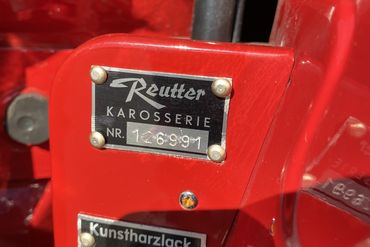 Reutter
KAROSSERIE
NR. 126991
Kunstharzlack